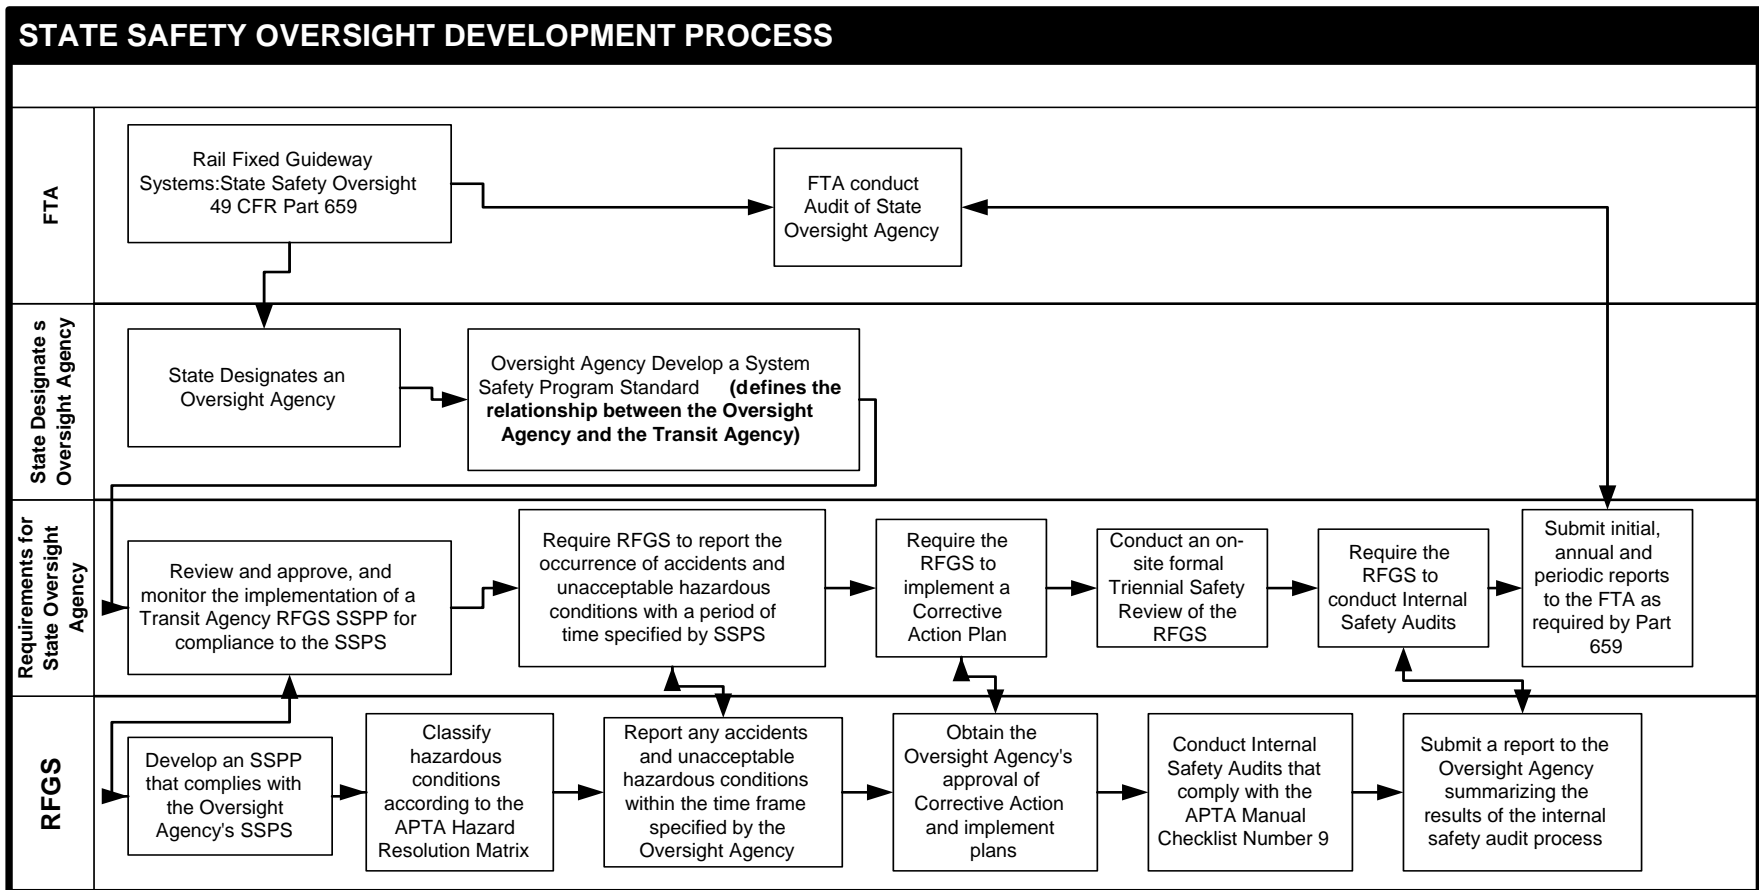 STATE SAFETY OVERSIGHT DEVELOPMENT PROCESS
FTA
Rail Fixed Guideway
Systems:State Safety Oversight
49 CFR Part 659
FTA conduct
Audit of State
Oversight Agency
State Designate s
Oversight Agency
State Designates an
Oversight Agency
Oversight Agency Develop a System
Safety Program Standard (defines the
relationship between the Oversight
Agency and the Transit Agency)
Requirements for
State Oversight
Agency
Review and approve, and
monitor the implementation of a
Transit Agency RFGS SSPP for
compliance to the SSPS
Require RFGS to report the
occurrence of accidents and
unacceptable hazardous
conditions with a period of
time specified by SSPS
Require the
RFGS to
implement a
Corrective
Action Plan
Conduct an on-
site formal
Triennial Safety
Review of the
RFGS
Require the
RFGS to
conduct Internal
Safety Audits
Submit initial,
annual and
periodic reports
to the FTA as
required by Part
659
RFGS
Develop an SSPP
that complies with
the Oversight
Agency's SSPS
Classify
hazardous
conditions
according to the
APTA Hazard
Resolution Matrix
Report any accidents
and unacceptable
hazardous conditions
within the time frame
specified by the
Oversight Agency
Obtain the
Oversight Agency's
approval of
Corrective Action
and implement
plans
Conduct Internal
Safety Audits that
comply with the
APTA Manual
Checklist Number 9
Submit a report to the
Oversight Agency
summarizing the
results of the internal
safety audit process